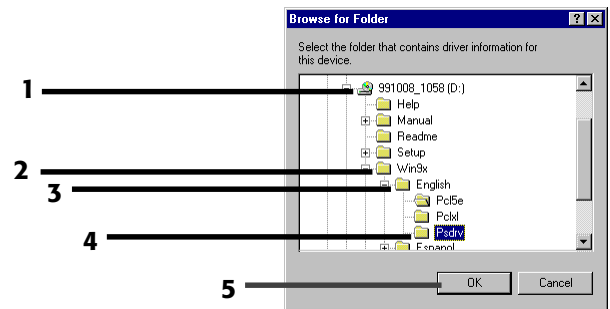 Browse for Folder
Select the folder that contains driver information for
this device.
1 991008_1058 (D:)
Help
Manual
Readme
Setup
2 Win9x
3 English
Pcl5e
Pclxl
4 Psdrv
Espanol
5 OK Cancel